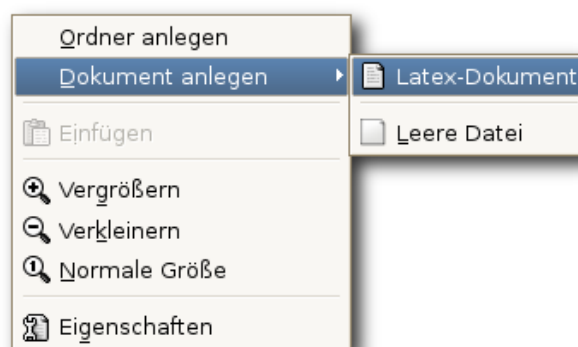 Ordner anlegen
Dokument anlegen
Latex-Dokument
Einfügen
Leere Datei
Vergrößern
Verkleinern
Normale Größe
Eigenschaften